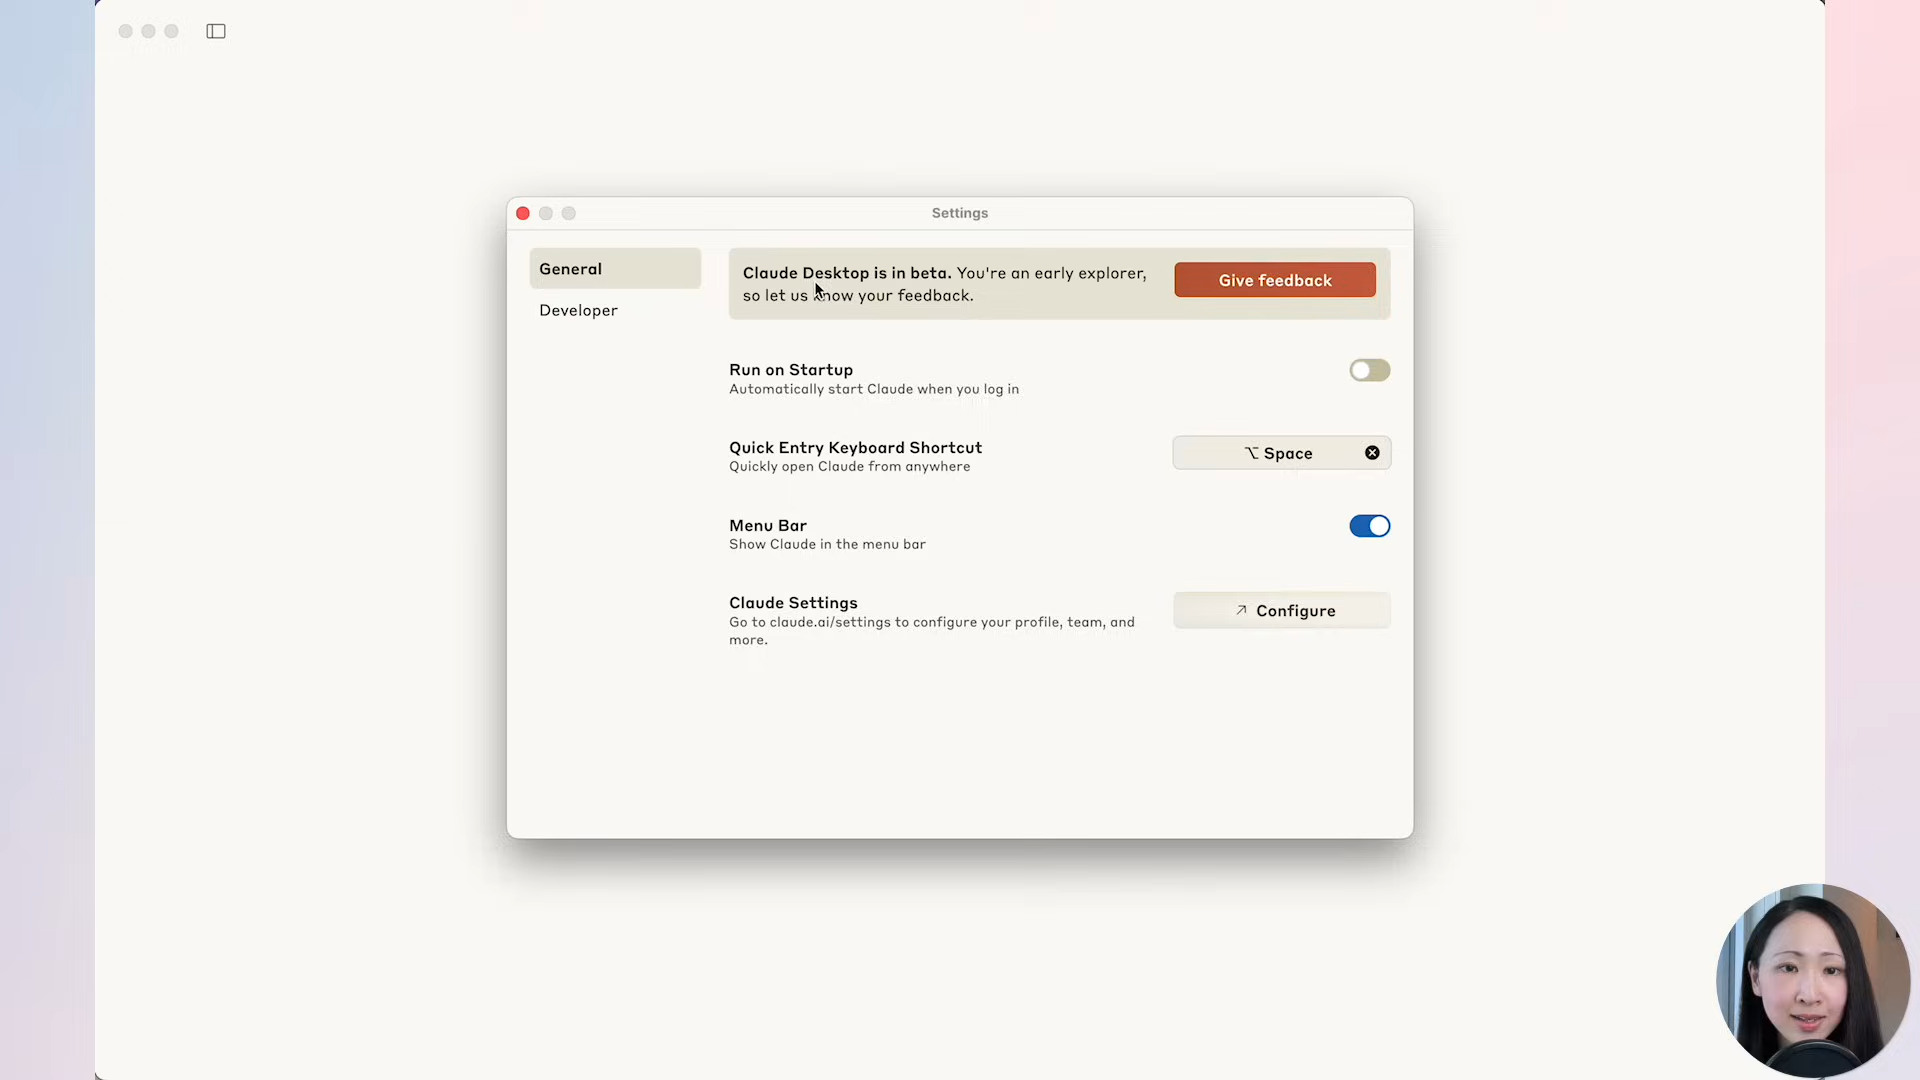 Settings
General
Developer
Claude Desktop is in beta. You're an early explorer,
so let us know your feedback.
Give feedback
Run on Startup
Automatically start Claude when you log in
Quick Entry Keyboard Shortcut
Quickly open Claude from anywhere
⌥ Space
Menu Bar
Show Claude in the menu bar
Claude Settings
Go to claude.ai/settings to configure your profile, team, and
more.
Configure